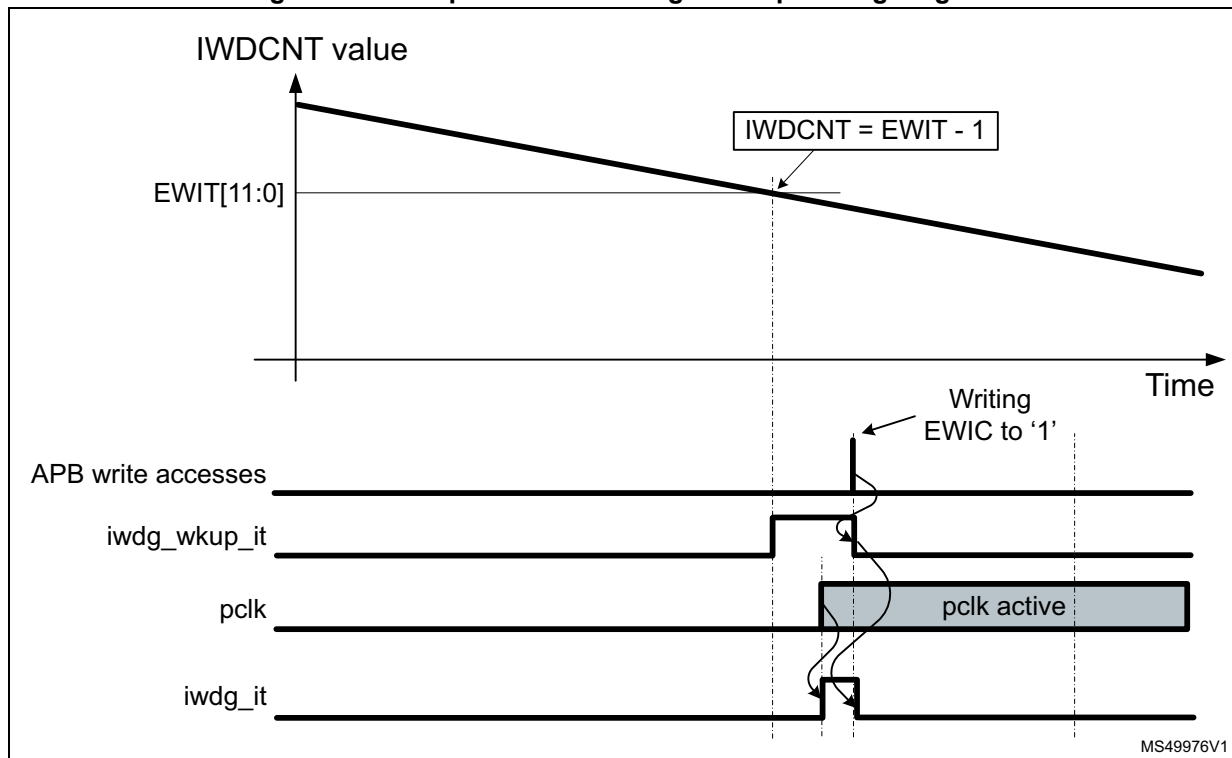 IWDCNT value
IWDCNT = EWIT - 1
EWIT[11:0]
Time
Writing
EWIC to ‘1’
APB write accesses
iwdg_wkup_it
pclk
pclk active
iwdg_it
MS49976V1